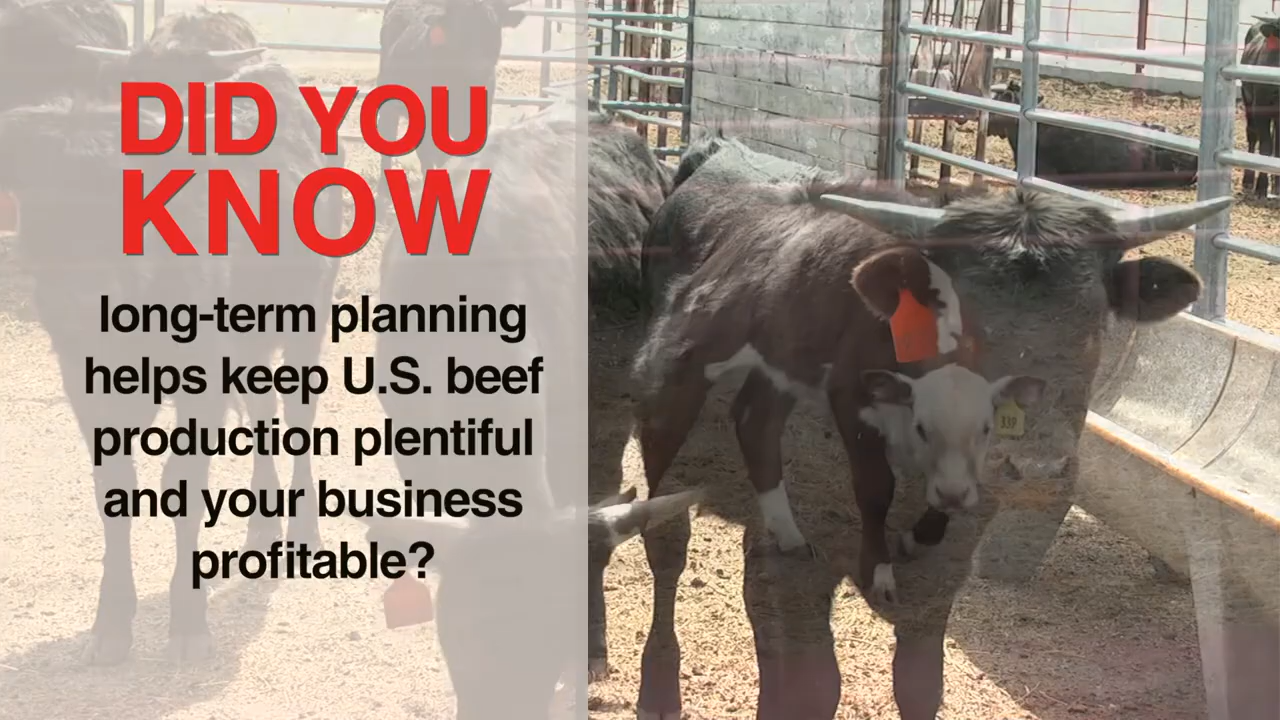 DID YOU
KNOW
long-term planning
helps keep U.S. beef
production plentiful
and your business
profitable?
339